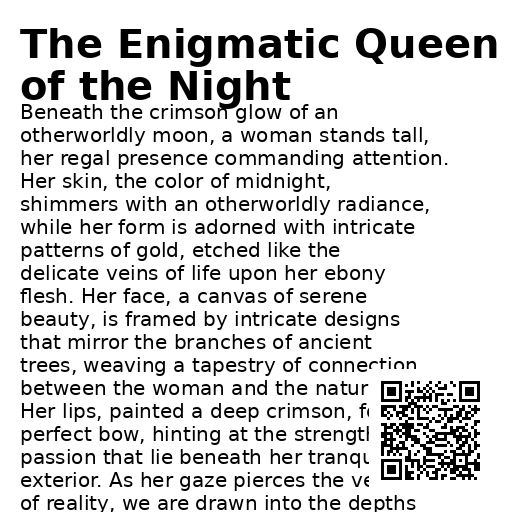 The Enigmatic Queen
of the Night
Beneath the crimson glow of an
otherworldly moon, a woman stands tall,
her regal presence commanding attention.
Her skin, the color of midnight,
shimmers with an otherworldly radiance,
while her form is adorned with intricate
patterns of gold, etched like the
delicate veins of life upon her ebony
flesh. Her face, a canvas of serene
beauty, is framed by intricate designs
that mirror the branches of ancient
trees, weaving a tapestry of connection
between the woman and the natur
Her lips, painted a deep crimson,
perfect bow, hinting at the strength
passion that lie beneath her
exterior. As her gaze pierces the
of reality, we are drawn into the depths